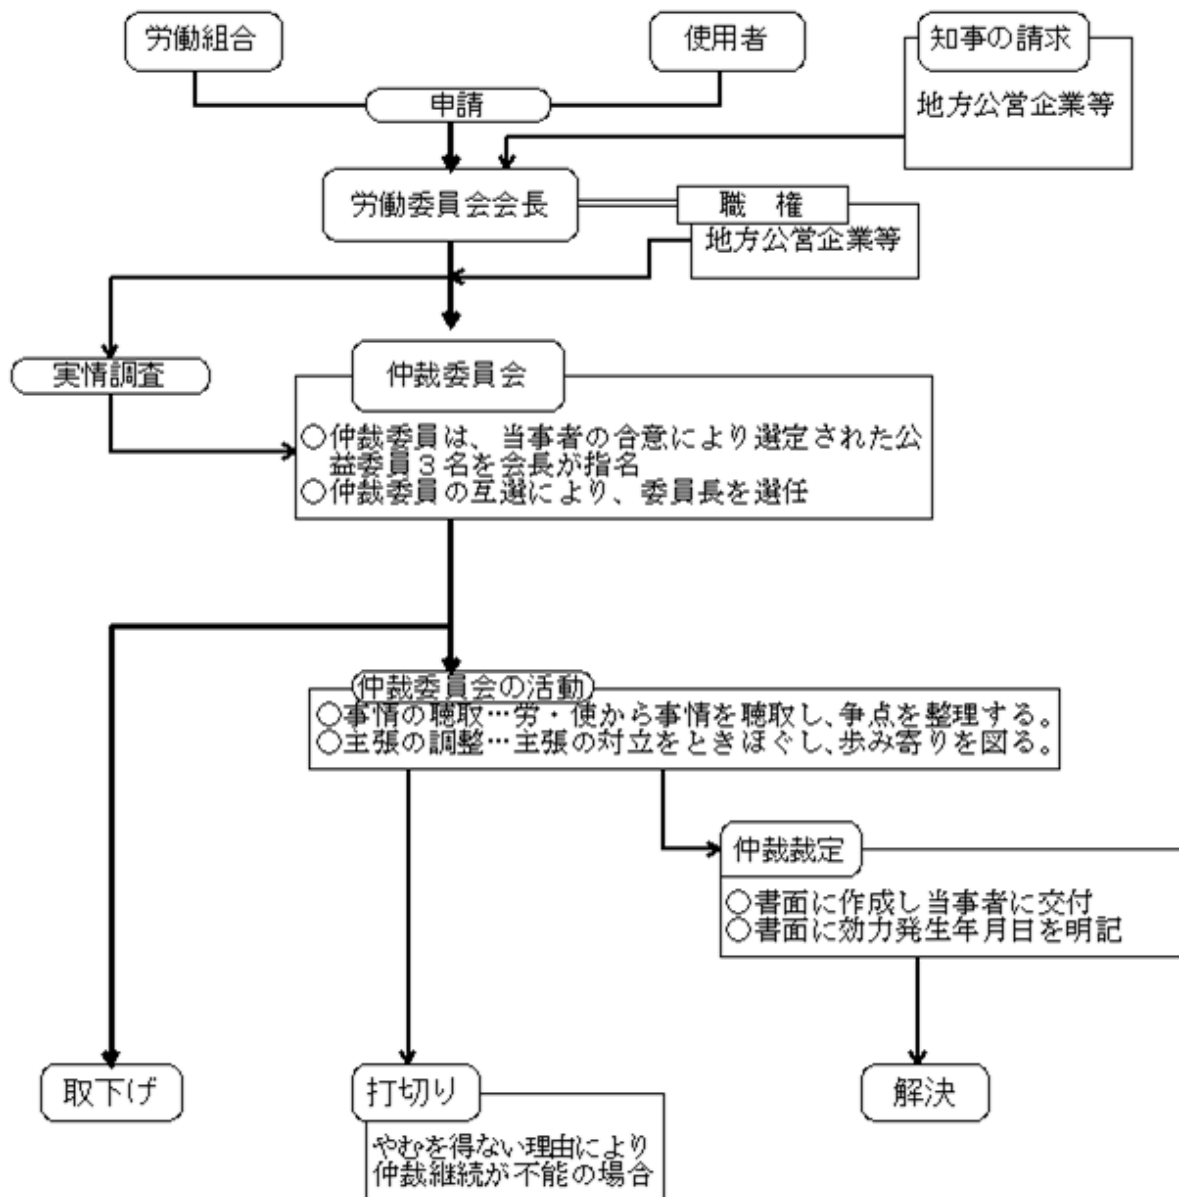 労働組合
使用者
知事の請求
地方公営企業等
申請
労働委員会会長
職　権
地方公営企業等
実情調査
仲裁委員会
○仲裁委員は、当事者の合意により選定された公
益委員３名を会長が指名
○仲裁委員の互選により、委員長を選任
仲裁委員会の活動
○事情の聴取…労・使から事情を聴取し、争点を整理する。
○主張の調整…主張の対立をときほぐし、歩み寄りを図る。
仲裁裁定
○書面に作成し当事者に交付
○書面に効力発生年月日を明記
取下げ
打切り
解決
やむを得ない理由により
仲裁継続が不能の場合